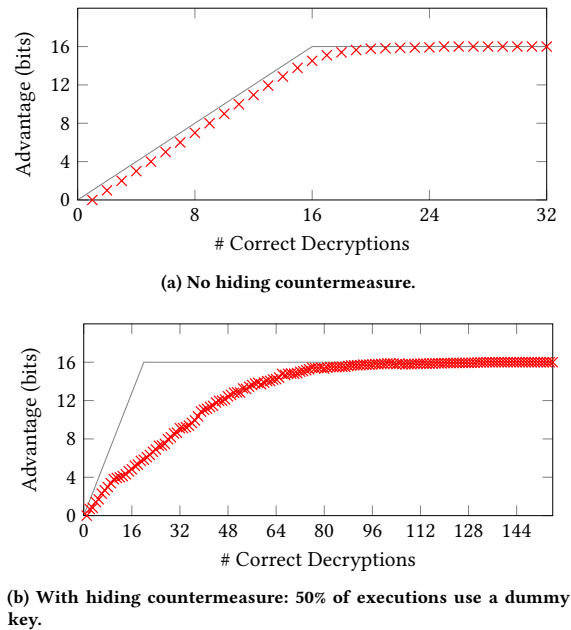 16
12
8
4
0
Advantage (bits)
0 8 16 24 32
# Correct Decryptions
(a) No hiding countermeasure.
16
12
8
4
0
Advantage (bits)
0 16 32 48 64 80 96 112 128 144
# Correct Decryptions
(b) With hiding countermeasure: 50% of executions use a dummy
key.